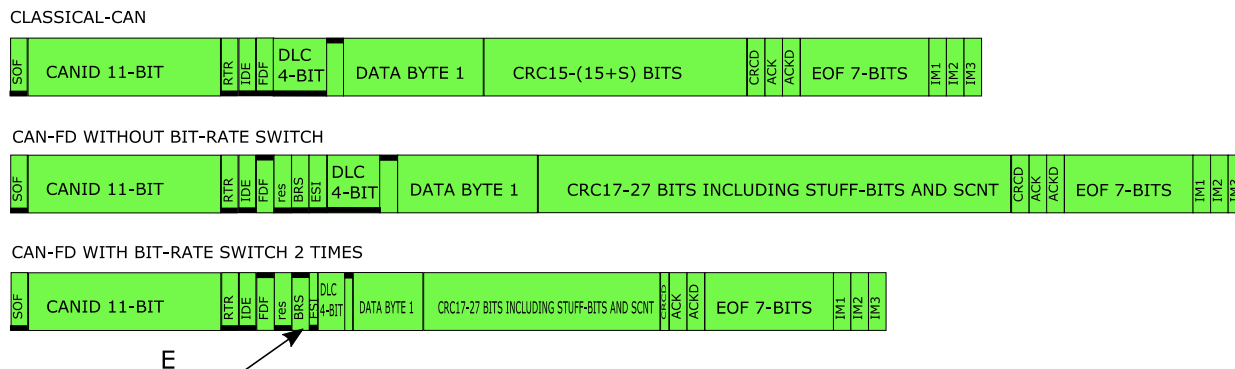 CLASSICAL-CAN
SOF CANID 11-BIT RTR IDE FDF DLC 4-BIT DATA BYTE 1 CRC15-(15+S) BITS CRCD ACK ACKD EOF 7-BITS IM1 IM2 IM3
CAN-FD WITHOUT BIT-RATE SWITCH
SOF CANID 11-BIT RTR IDE FDF res BRS ESI DLC 4-BIT DATA BYTE 1 CRC17-27 BITS INCLUDING STUFF-BITS AND SCNT CRCD ACK ACKD EOF 7-BITS IM1 IM2 IM3
CAN-FD WITH BIT-RATE SWITCH 2 TIMES
SOF CANID 11-BIT RTR IDE FDF res BRS ESI DLC 4-BIT DATA BYTE 1 CRC17-27 BITS INCLUDING STUFF-BITS AND SCNT CRCD ACK ACKD EOF 7-BITS IM1 IM2 IM3
E